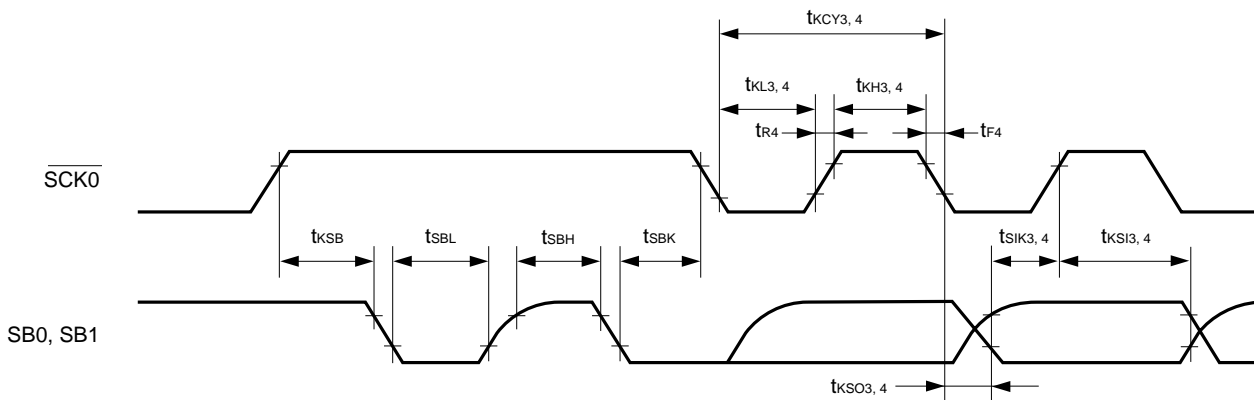 tKCY3, 4
tKL3, 4
tKH3, 4
tR4
tF4
SCK0
tKSB
tSBL
tSBH
tSBK
tSIK3, 4
tKSI3, 4
SB0, SB1
tKSO3, 4